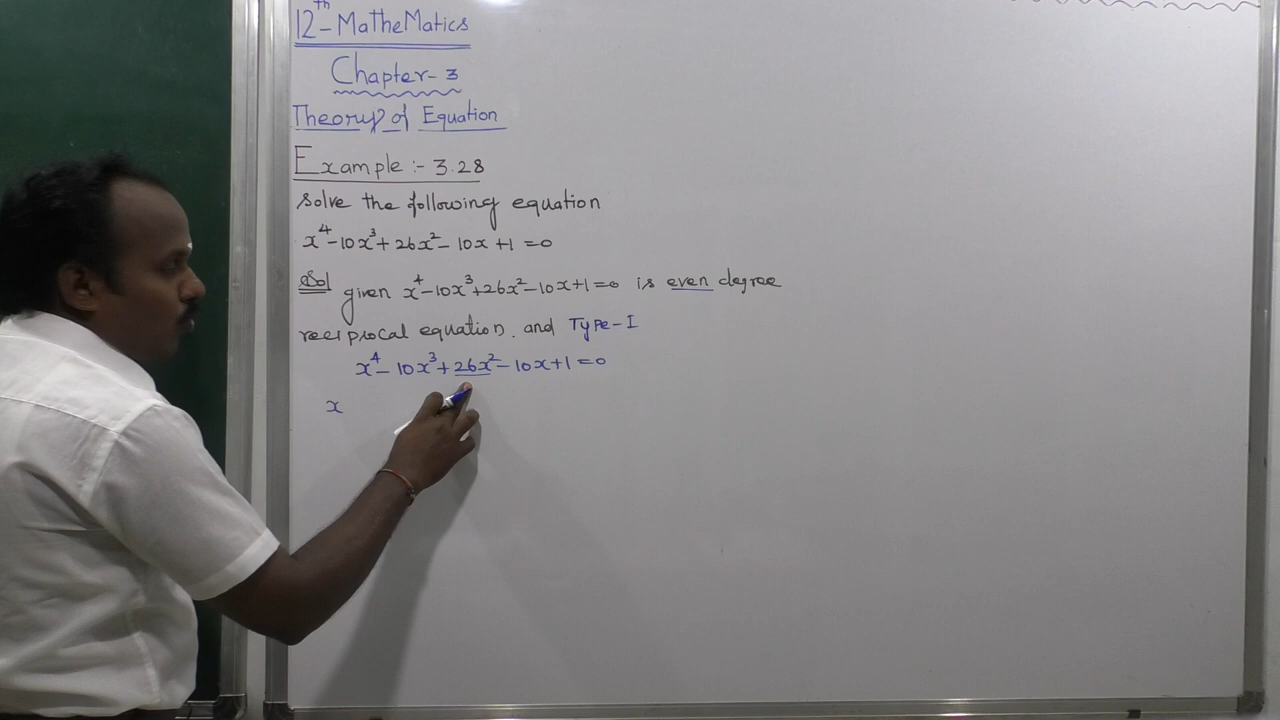 12th - Mathematics
Chapter - 3
Theory of Equation
Example :- 3.28
Solve the following equation
x⁴ - 10x³ + 26x² - 10x + 1 = 0
Sol given x⁴ - 10x³ + 26x² - 10x + 1 = 0 is even degree
reciprocal equation. and Type - I
x⁴ - 10x³ + 26x² - 10x + 1 = 0
x